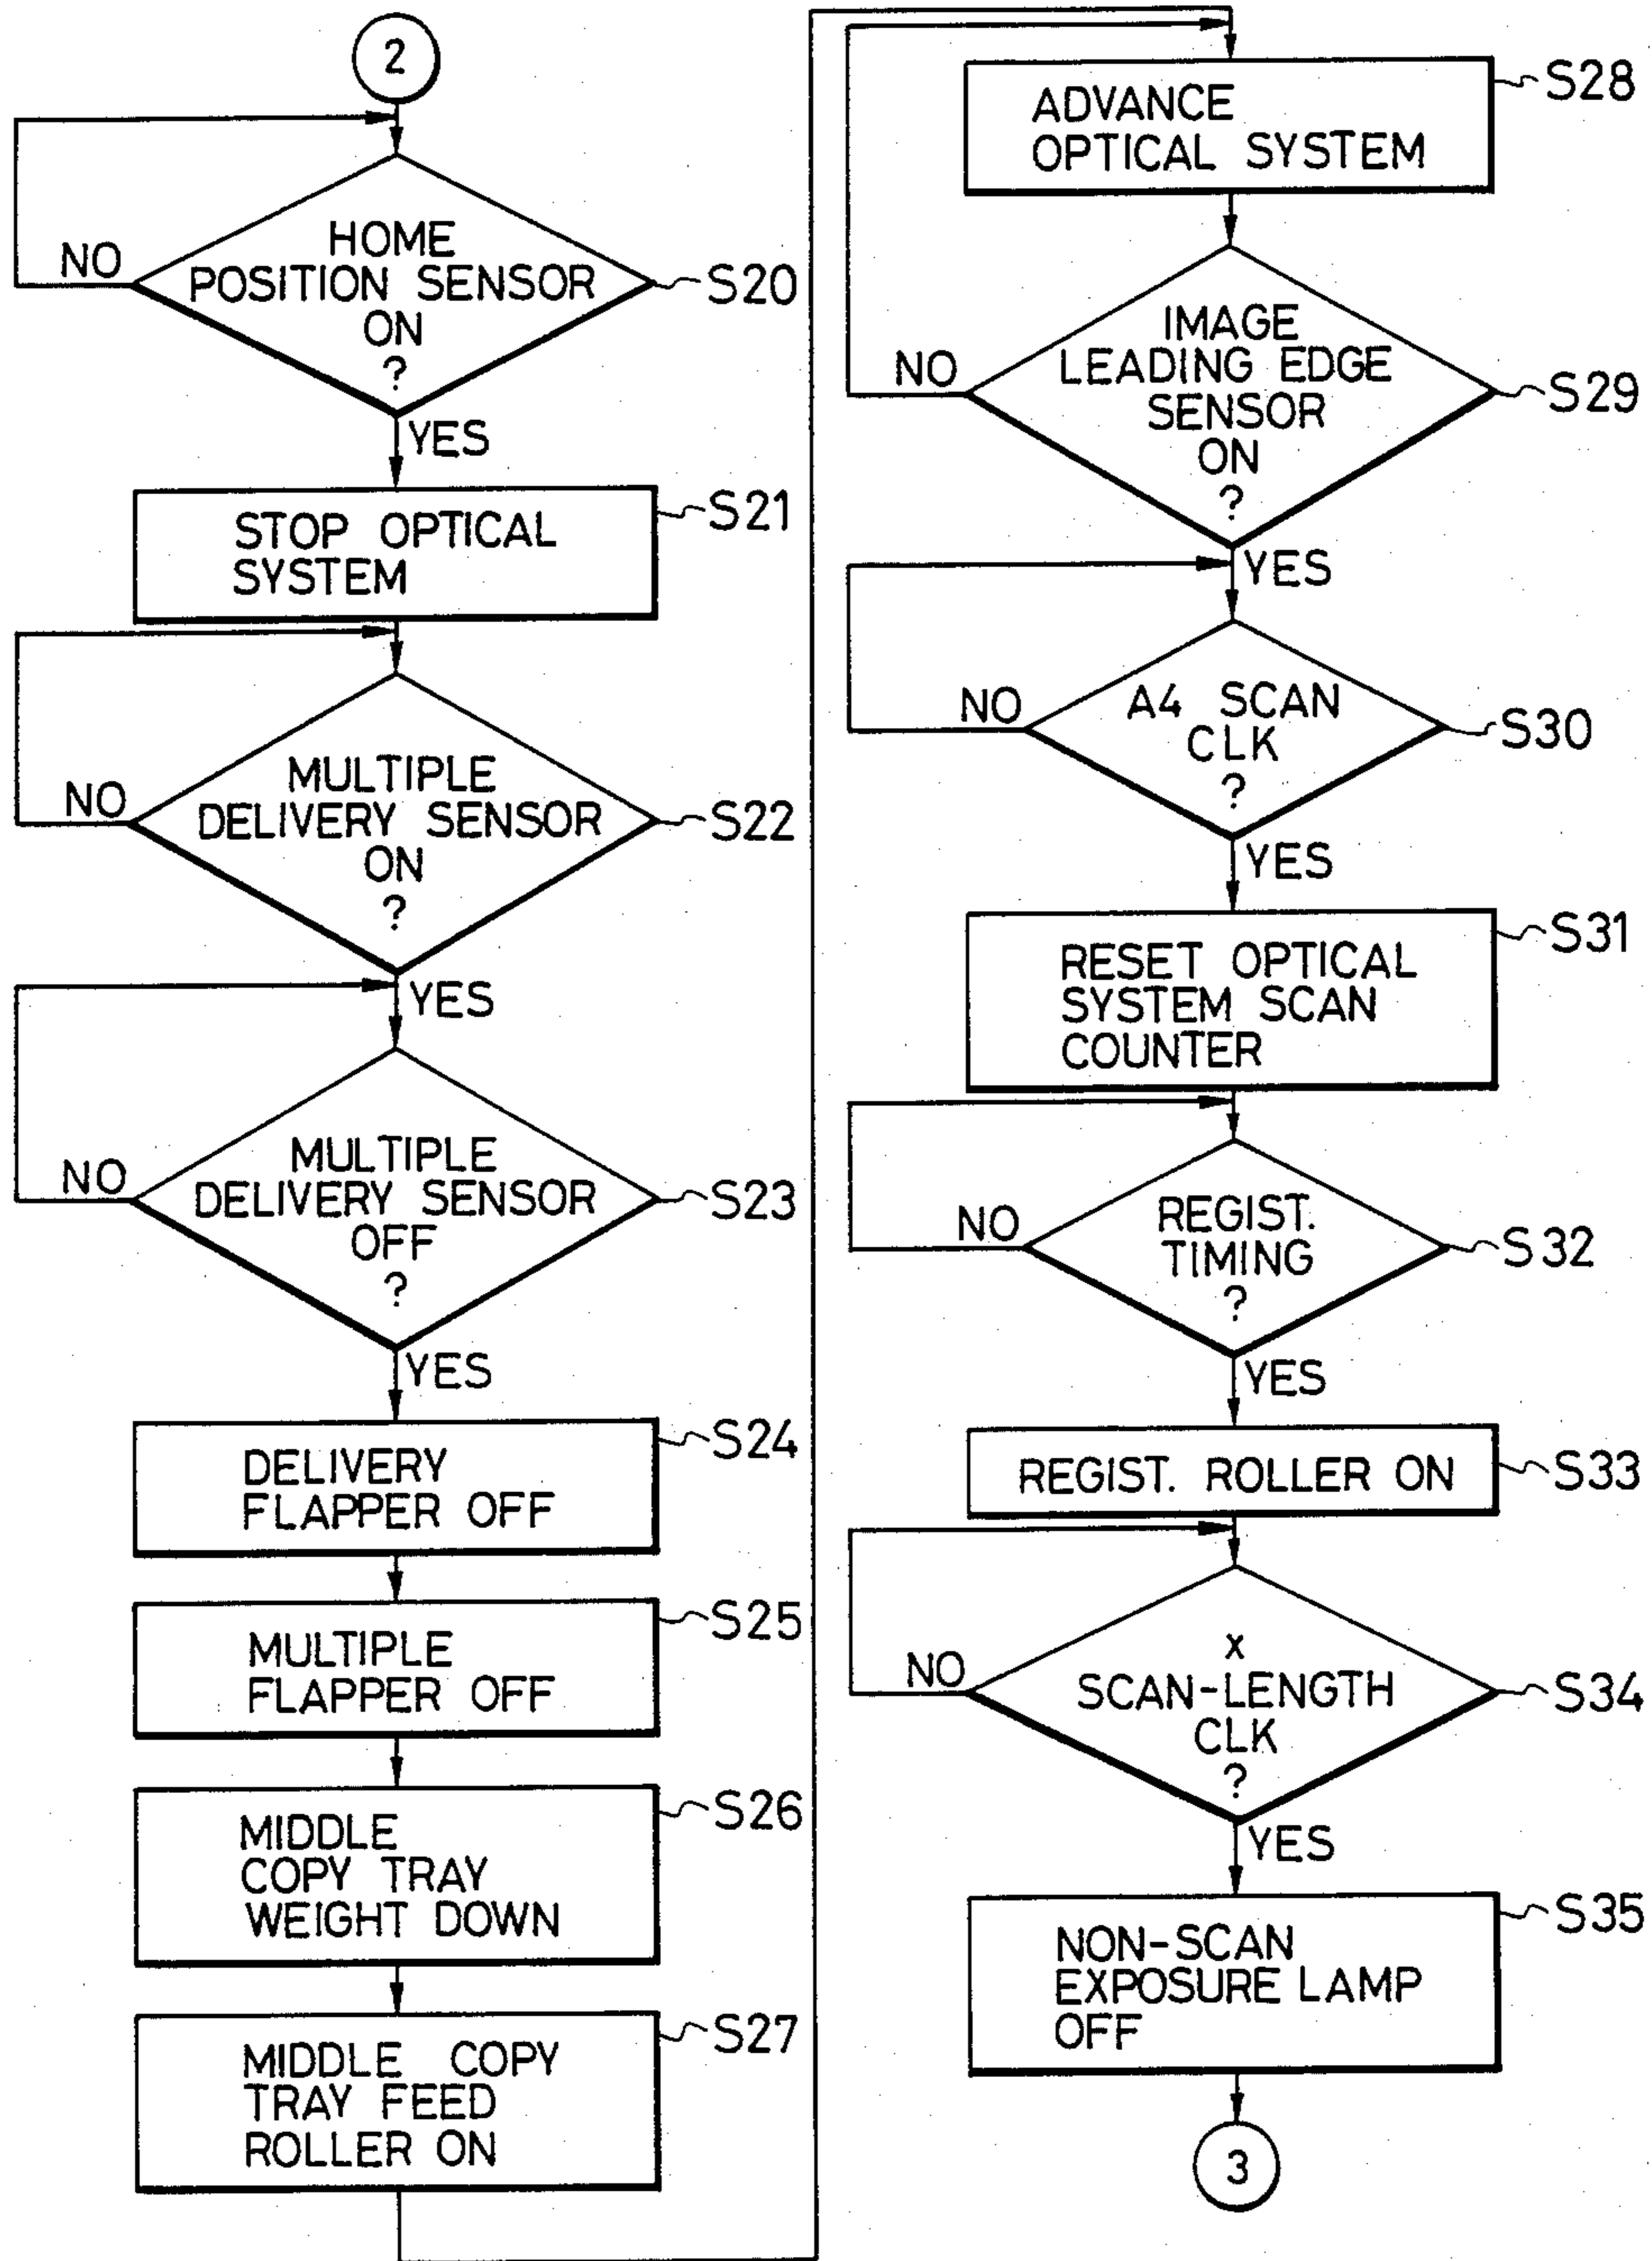 2
HOME
POSITION SENSOR
ON
?
NO
S20
YES
STOP OPTICAL
SYSTEM
S21
MULTIPLE
DELIVERY SENSOR
ON
?
NO
S22
YES
MULTIPLE
DELIVERY SENSOR
OFF
?
NO
S23
YES
DELIVERY
FLAPPER OFF
S24
MULTIPLE
FLAPPER OFF
S25
MIDDLE
COPY TRAY
WEIGHT DOWN
S26
MIDDLE COPY
TRAY FEED
ROLLER ON
S27
ADVANCE
OPTICAL SYSTEM
S28
IMAGE
LEADING EDGE
SENSOR
ON
?
NO
S29
YES
A4 SCAN
CLK
?
NO
S30
YES
RESET OPTICAL
SYSTEM SCAN
COUNTER
S31
REGIST.
TIMING
?
NO
S32
YES
REGIST. ROLLER ON
S33
x
SCAN-LENGTH
CLK
?
NO
S34
YES
NON-SCAN
EXPOSURE LAMP
OFF
S35
3